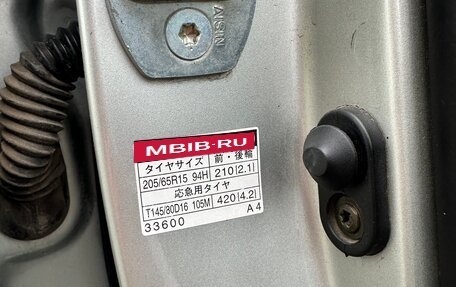 AISIN
MBIB-RU
タイヤサイズ 前・後輪
205/65R15 94H 210(2.1)
応急用タイヤ
T145/80D16 105M 420(4.2)
33600 A4